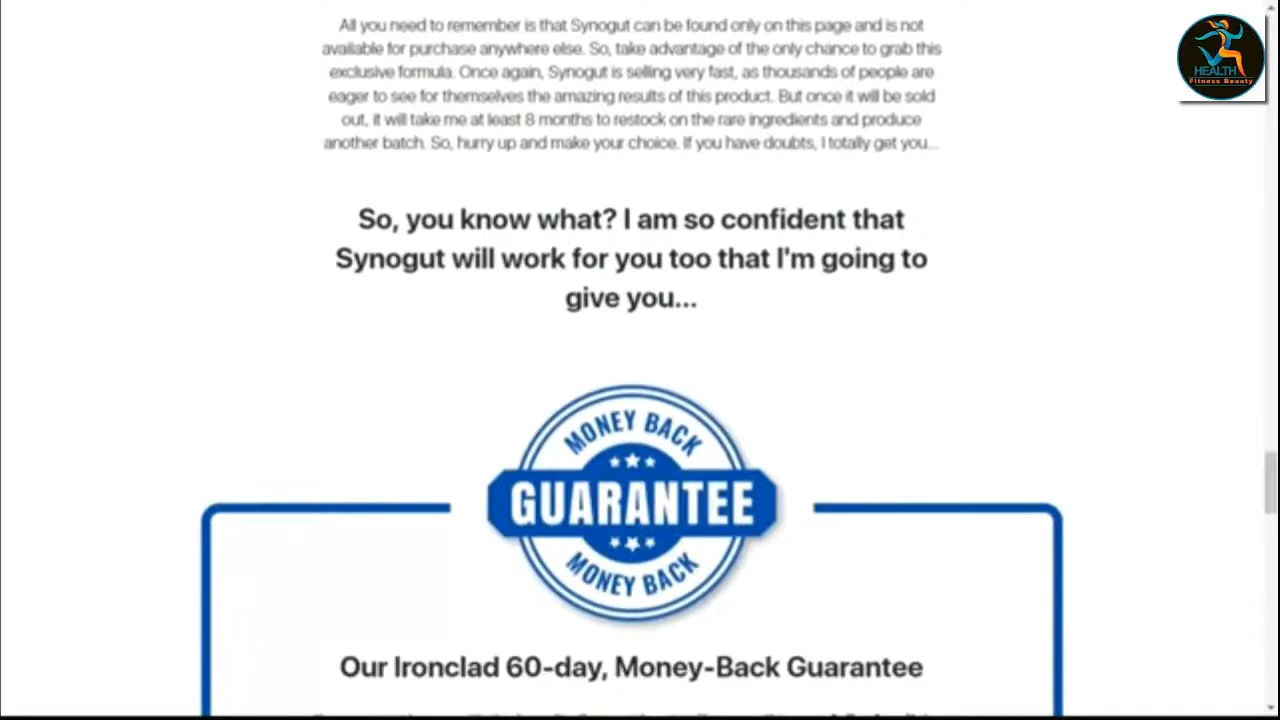 All you need to remember is that Synogut can be found only on this page and is not
available for purchase anywhere else. So, take advantage of the only chance to grab this
exclusive formula. Once again, Synogut is selling very fast, as thousands of people are
eager to see for themselves the amazing results of this product. But once it will be sold
out, it will take me at least 8 months to restock on the rare ingredients and produce
another batch. So, hurry up and make your choice. If you have doubts, I totally get you...
HEALTH
Fitness Beauty
So, you know what? I am so confident that
Synogut will work for you too that I'm going to
give you...
MONEY BACK
GUARANTEE
MONEY BACK
Our Ironclad 60-day, Money-Back Guarantee